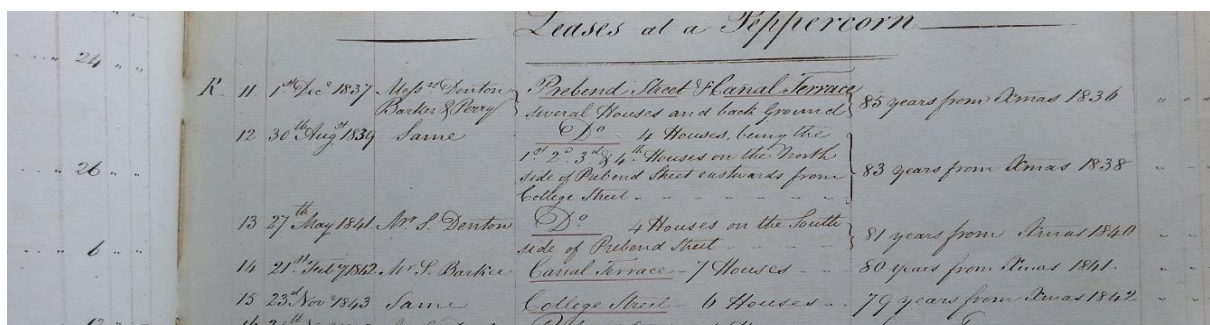 Leases at a Peppercorn
24 " "
R. 11 1st Decr 1837 Messrs Denton Prebend Street & Canal Terrace
Barker & Perry several Houses and back Ground 85 years from Xmas 1836 " "
12 30th Augst 1839 Same Do 4 Houses, being the
1st 2d 3d & 4th Houses on the North
26 " " side of Prebend Street eastwards from 83 years from Xmas 1838
College Street
13 27th May 1841 Mr S. Denton Do 4 Houses on the South
6 " " side of Prebend Street 81 years from Xmas 1840
14 21st Feby 1842 Mr S. Barker Canal Terrace - 7 Houses 80 years from Xmas 1841.
15 23d Novr 1843 Same College Street - 6 Houses 79 years from Xmas 1842